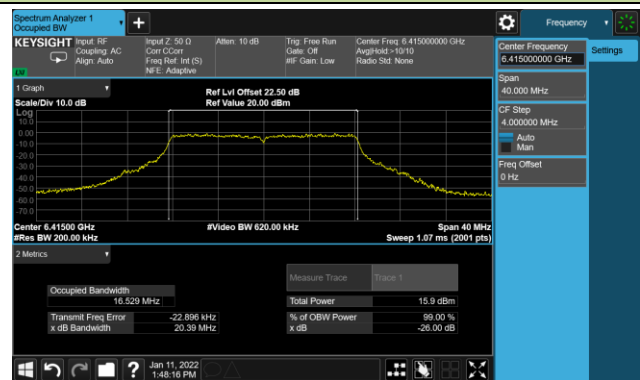 Spectrum Analyzer 1
Occupied BW
+
Frequency
KEYSIGHT
Input: RF
Coupling: AC
Align: Auto
Input Z: 50 Ω
Corr CCorr
Freq Ref: Int (S)
NFE: Adaptive
Atten: 10 dB
Trig: Free Run
Gate: Off
#IF Gain: Low
Center Freq: 6.415000000 GHz
Avg|Hold:>10/10
Radio Std: None
LVI
Center Frequency
6.415000000 GHz
Settings
Span
40.000 MHz
CF Step
4.000000 MHz
Auto
Man
Freq Offset
0 Hz
1 Graph
Scale/Div 10.0 dB
Ref Lvl Offset 22.50 dB
Ref Value 20.00 dBm
Log
10.0
0.00
-10.0
-20.0
-30.0
-40.0
-50.0
-60.0
-70.0
Center 6.41500 GHz
#Video BW 620.00 kHz
Span 40 MHz
#Res BW 200.00 kHz
Sweep 1.07 ms (2001 pts)
2 Metrics
Measure Trace
Trace 1
Occupied Bandwidth
16.529 MHz
Total Power
15.9 dBm
Transmit Freq Error
-22.896 kHz
% of OBW Power
99.00 %
x dB Bandwidth
20.39 MHz
x dB
-26.00 dB
?
Jan 11, 2022
1:48:16 PM